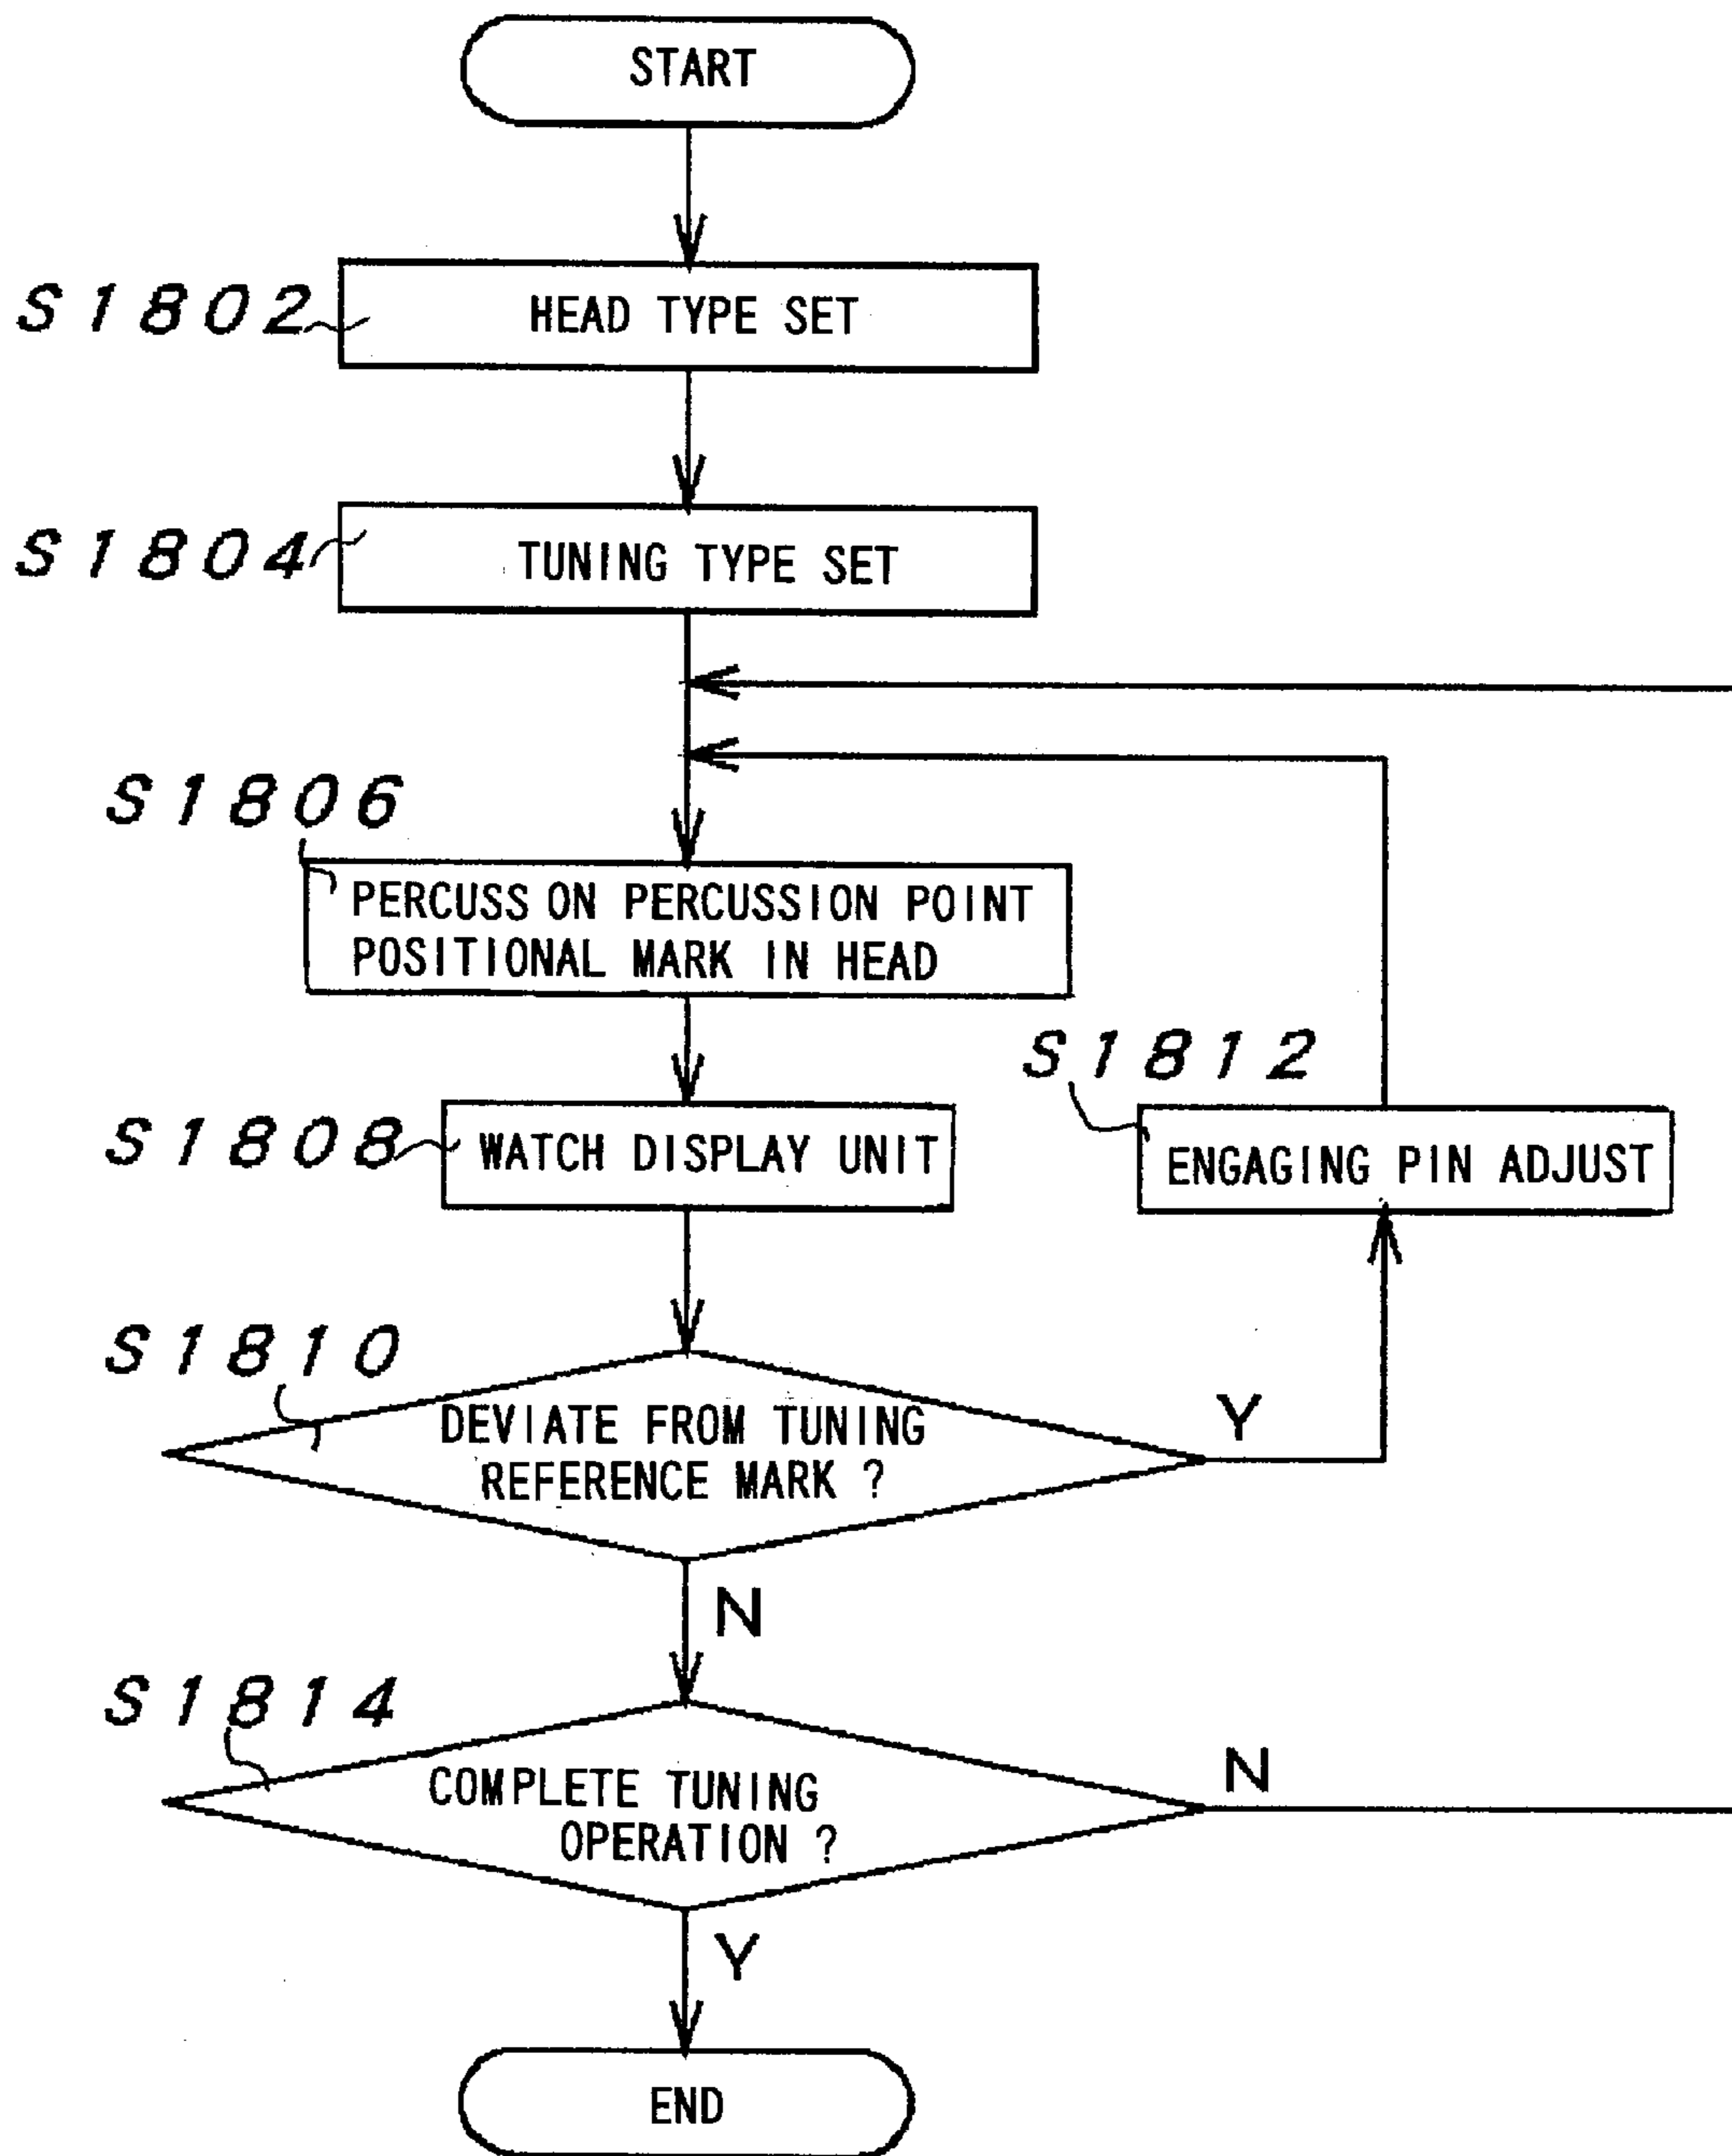 START
S1802
HEAD TYPE SET
S1804
TUNING TYPE SET
S1806
PERCUSS ON PERCUSSION POINT
POSITIONAL MARK IN HEAD
S1812
S1808
WATCH DISPLAY UNIT
ENGAGING PIN ADJUST
S1810
DEVIATE FROM TUNING
REFERENCE MARK ?
Y
N
S1814
COMPLETE TUNING
OPERATION ?
N
Y
END